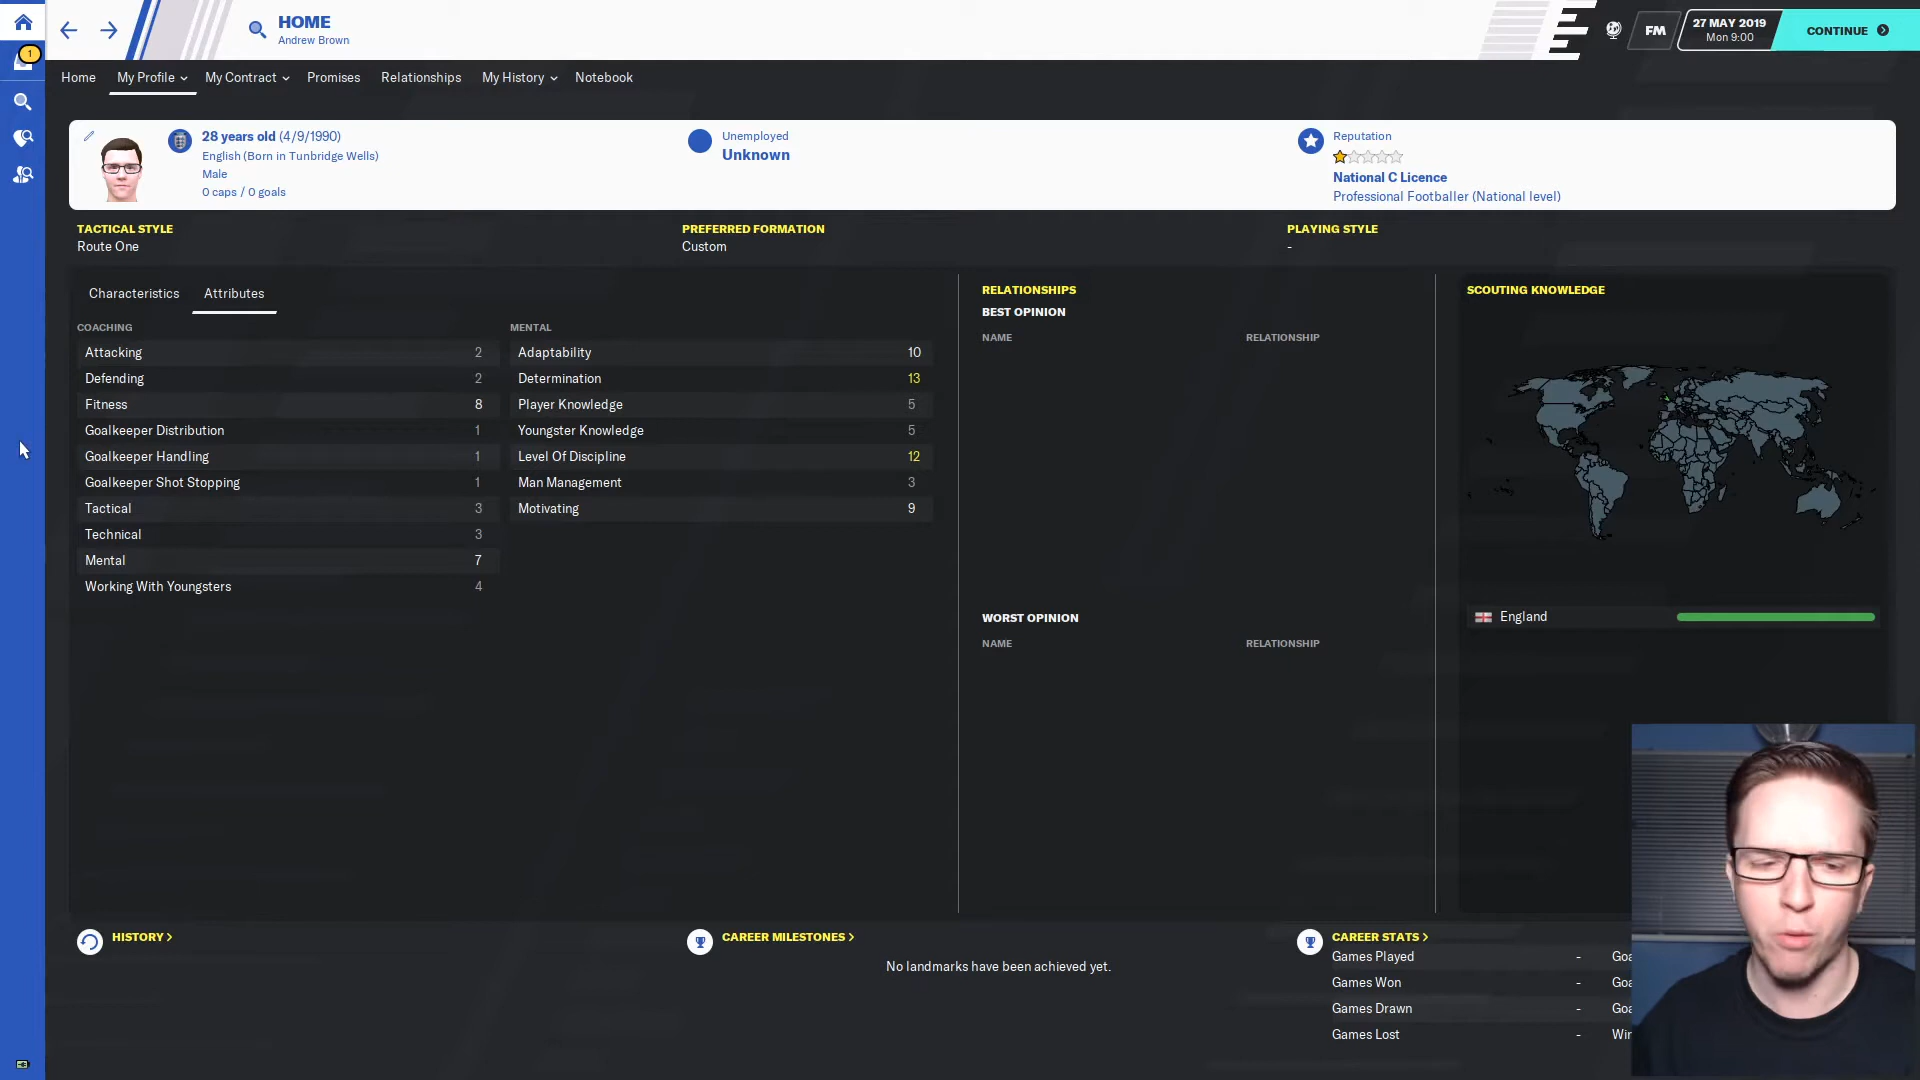 HOME
Andrew Brown
FM
27 MAY 2019
Mon 9:00
CONTINUE
1
Home
My Profile
My Contract
Promises
Relationships
My History
Notebook
28 years old (4/9/1990)
English (Born in Tunbridge Wells)
Male
0 caps / 0 goals
Unemployed
Unknown
Reputation
National C Licence
Professional Footballer (National level)
TACTICAL STYLE
Route One
PREFERRED FORMATION
Custom
PLAYING STYLE
-
Characteristics
Attributes
COACHING
Attacking 2
Defending 2
Fitness 8
Goalkeeper Distribution 1
Goalkeeper Handling 1
Goalkeeper Shot Stopping 1
Tactical 3
Technical 3
Mental 7
Working With Youngsters 4
MENTAL
Adaptability 10
Determination 13
Player Knowledge 5
Youngster Knowledge 5
Level Of Discipline 12
Man Management 3
Motivating 9
RELATIONSHIPS
BEST OPINION
NAME RELATIONSHIP
WORST OPINION
NAME RELATIONSHIP
SCOUTING KNOWLEDGE
England
HISTORY >
CAREER MILESTONES >
No landmarks have been achieved yet.
CAREER STATS >
Games Played - Goa
Games Won - Goa
Games Drawn - Goa
Games Lost - Win